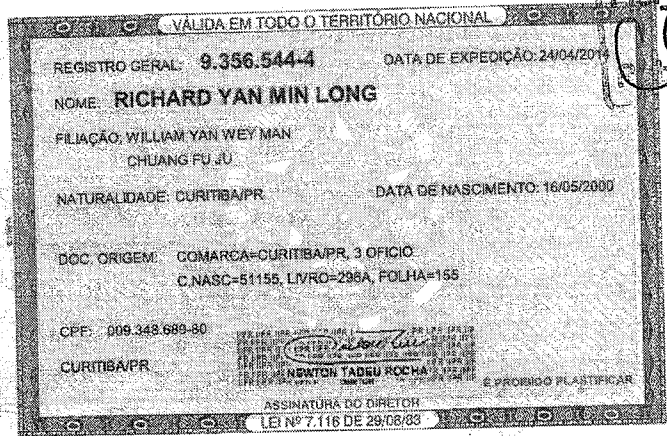 VÁLIDA EM TODO O TERRITÓRIO NACIONAL
REGISTRO GERAL: 9.356.544-4 DATA DE EXPEDIÇÃO: 24/04/2014
NOME: RICHARD YAN MIN LONG
FILIAÇÃO: WILLIAM YAN WEY MAN
CHUANG FU JU
NATURALIDADE: CURITIBA/PR DATA DE NASCIMENTO: 16/05/2000
DOC. ORIGEM: COMARCA=CURITIBA/PR, 3 OFICIO
C.NASC=51155, LIVRO=298A, FOLHA=155
CPF: 009.348.689-80
CURITIBA/PR
NEWTON TADEU ROCHA
DIRETOR
É PROIBIDO PLASTIFICAR
ASSINATURA DO DIRETOR
LEI Nº 7.116 DE 29/08/83